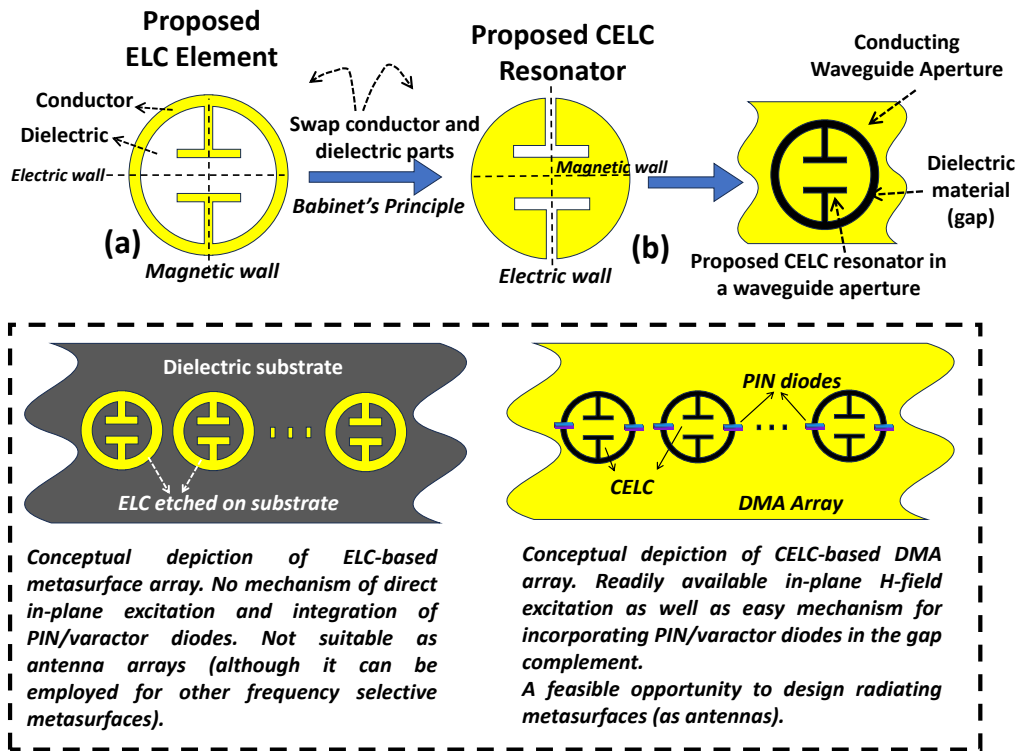 Proposed
ELC Element
Conductor
Dielectric
Electric wall
(a)
Magnetic wall
Swap conductor and
dielectric parts
Babinet's Principle
Proposed CELC
Resonator
Magnetic wall
(b)
Electric wall
Conducting
Waveguide Aperture
Dielectric
material
(gap)
Proposed CELC resonator in
a waveguide aperture
Dielectric substrate
ELC etched on substrate
Conceptual depiction of ELC-based
metasurface array. No mechanism of direct
in-plane excitation and integration of
PIN/varactor diodes. Not suitable as
antenna arrays (although it can be
employed for other frequency selective
metasurfaces).
PIN diodes
CELC
DMA Array
Conceptual depiction of CELC-based DMA
array. Readily available in-plane H-field
excitation as well as easy mechanism for
incorporating PIN/varactor diodes in the gap
complement.
A feasible opportunity to design radiating
metasurfaces (as antennas).